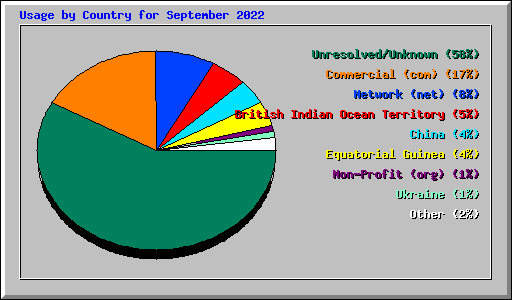 Usage by Country for September 2022
Unresolved/Unknown (58%)
Commercial (com) (17%)
Network (net) (8%)
British Indian Ocean Territory (5%)
China (4%)
Equatorial Guinea (4%)
Non-Profit (org) (1%)
Ukraine (1%)
Other (2%)